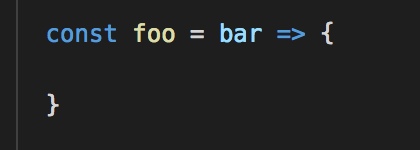 const foo = bar => {
}